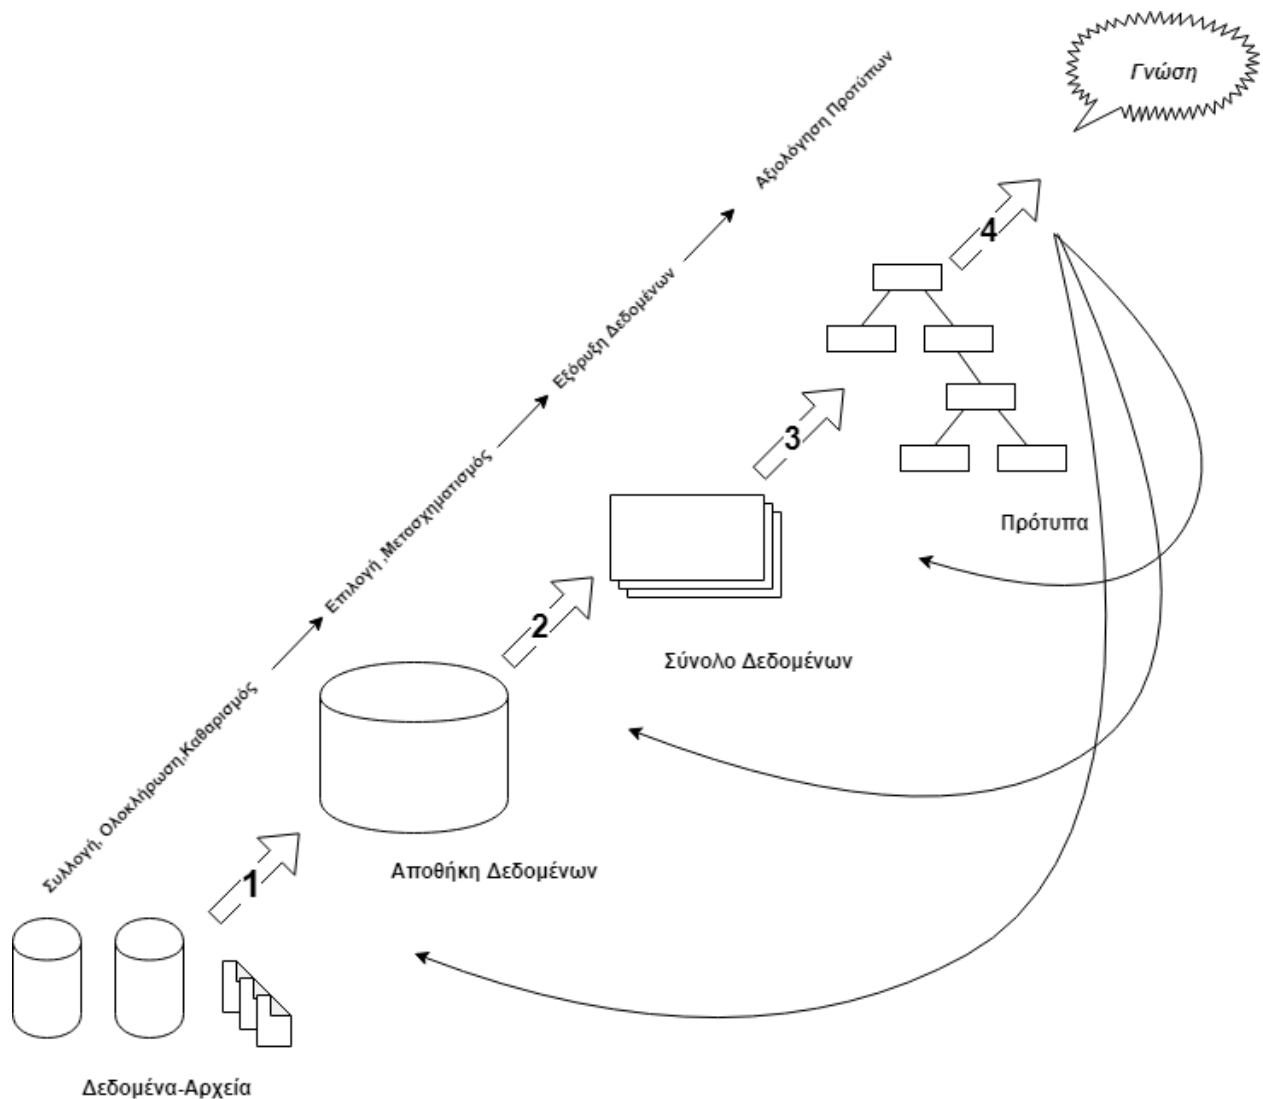 Γνώση
Αξιολόγηση Προτύπων
4
Εξόρυξη Δεδομένων
3
Πρότυπα
Επιλογή ,Μετασχηματισμός
2
Σύνολο Δεδομένων
Συλλογή, Ολοκλήρωση,Καθαρισμός
1
Αποθήκη Δεδομένων
Δεδομένα-Αρχεία